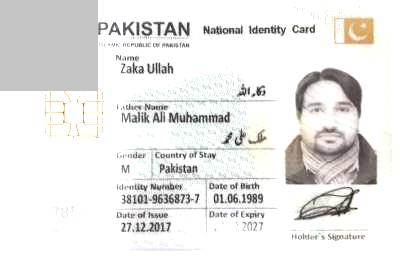 PAKISTAN National Identity Card
ISLAMIC REPUBLIC OF PAKISTAN
Name
Zaka Ullah
ذکاء اللہ
Father Name
Malik Ali Muhammad
ملک علی محمد
Gender Country of Stay
M Pakistan
Identity Number Date of Birth
38101-9636873-7 01.06.1989
Date of Issue Date of Expiry
27.12.2017 2027
Holder's Signature